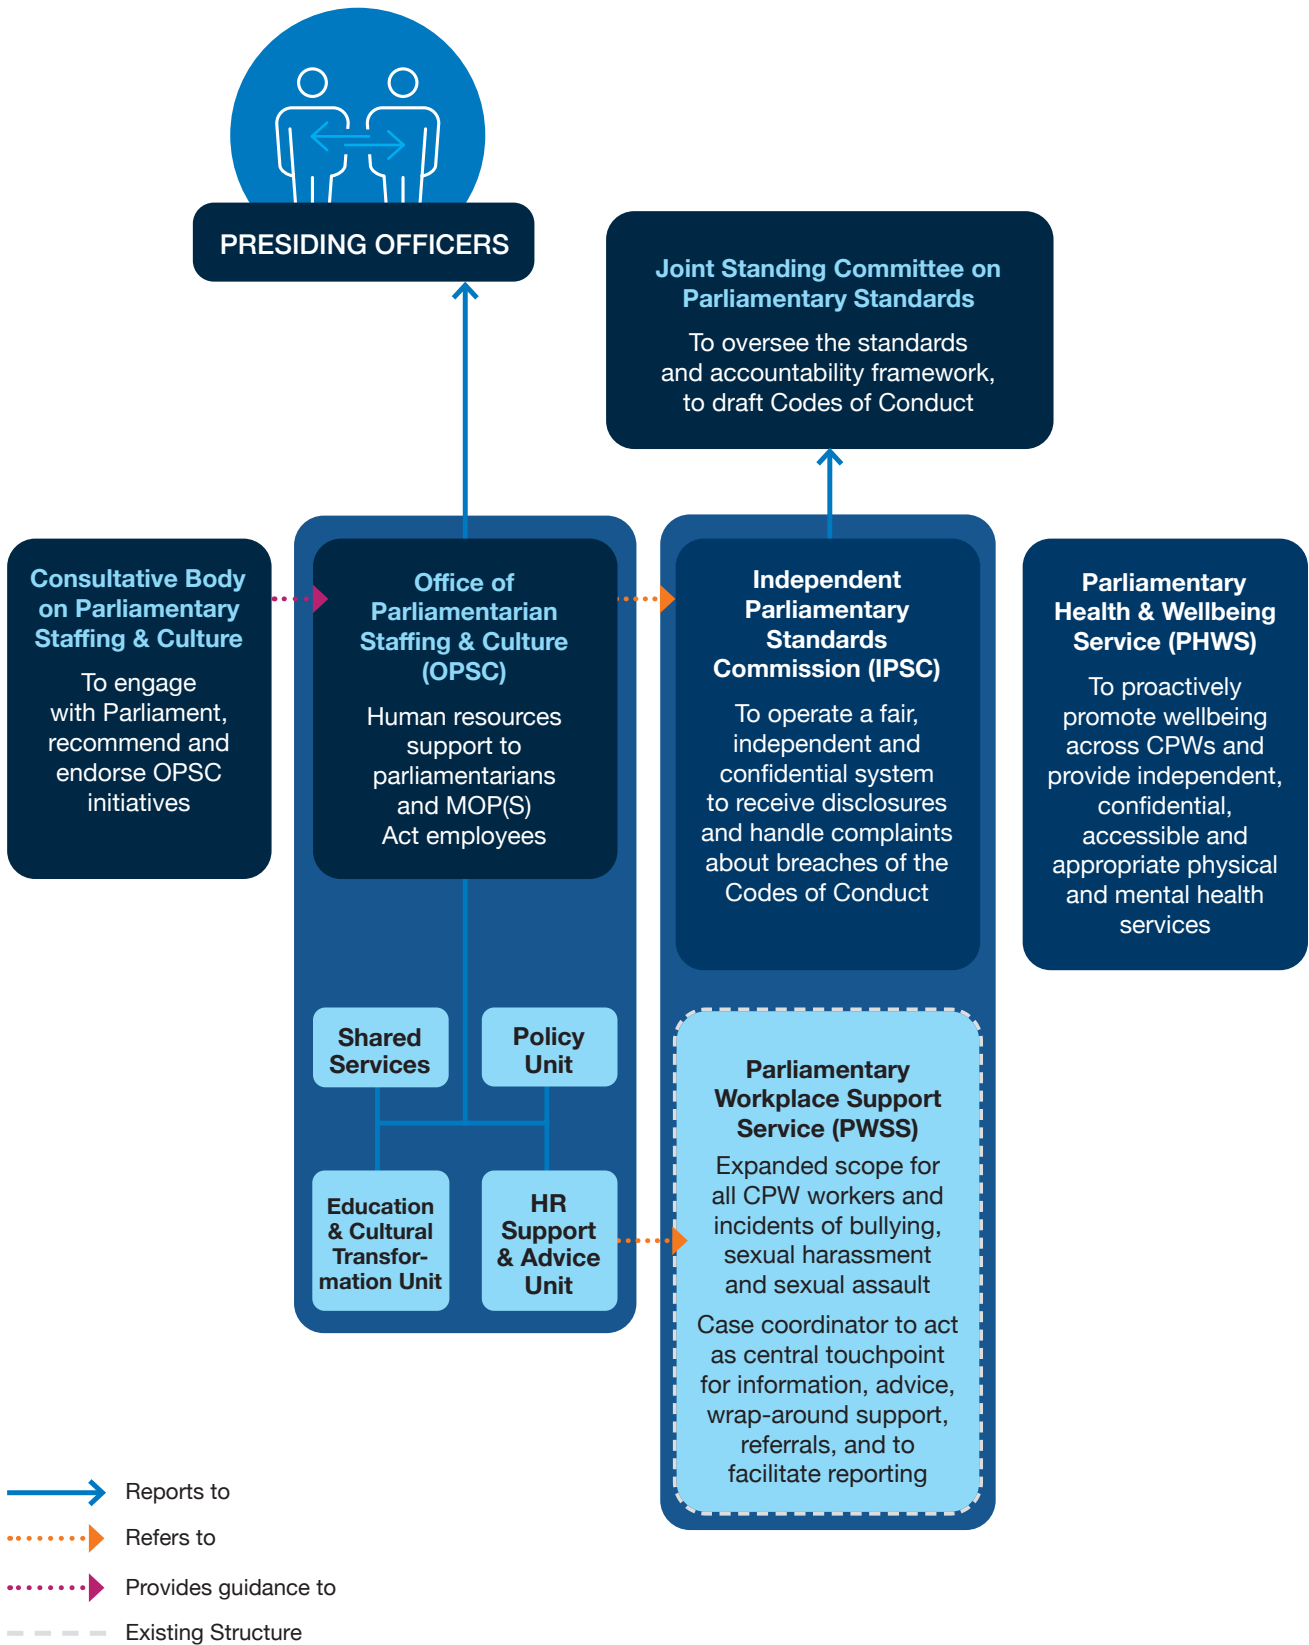 PRESIDING OFFICERS
Joint Standing Committee on
Parliamentary Standards
To oversee the standards
and accountability framework,
to draft Codes of Conduct
Consultative Body
on Parliamentary
Staffing & Culture
To engage
with Parliament,
recommend and
endorse OPSC
initiatives
Office of
Parliamentarian
Staffing & Culture
(OPSC)
Human resources
support to
parliamentarians
and MOP(S)
Act employees
Independent
Parliamentary
Standards
Commission (IPSC)
To operate a fair,
independent and
confidential system
to receive disclosures
and handle complaints
about breaches of the
Codes of Conduct
Parliamentary
Health & Wellbeing
Service (PHWS)
To proactively
promote wellbeing
across CPWs and
provide independent,
confidential,
accessible and
appropriate physical
and mental health
services
Shared
Services
Policy
Unit
Education
& Cultural
Transfor-
mation Unit
HR
Support
& Advice
Unit
Parliamentary
Workplace Support
Service (PWSS)
Expanded scope for
all CPW workers and
incidents of bullying,
sexual harassment
and sexual assault
Case coordinator to act
as central touchpoint
for information, advice,
wrap-around support,
referrals, and to
facilitate reporting
Reports to
Refers to
Provides guidance to
Existing Structure